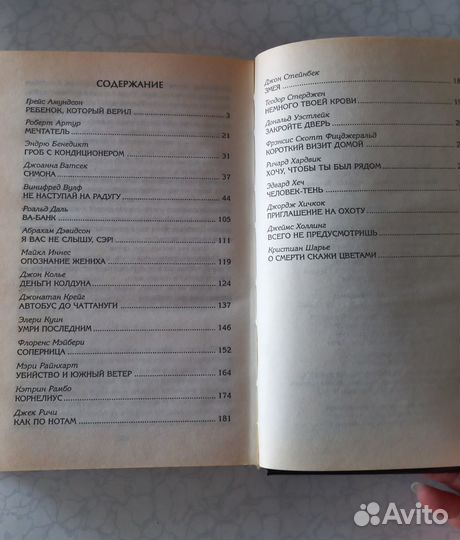 СОДЕРЖАНИЕ
Грейс Амундсон
РЕБЕНОК, КОТОРЫЙ ВЕРИЛ 3
Роберт Артур
МЕЧТАТЕЛЬ 21
Эндрю Бенедикт
ГРОБ С КОНДИЦИОНЕРОМ 31
Джоанна Ватсек
СИМОНА 37
Винифред Вулф
НЕ НАСТУПАЙ НА РАДУГУ 44
Роальд Даль
ВА-БАНК 105
Абрахам Дэвидсон
Я ВАС НЕ СЛЫШУ, СЭР! 111
Майкл Иннес
ОПОЗНАНИЕ ЖЕНИХА 119
Джон Колье
ДЕНЬГИ КОЛДУНА 124
Джонатан Крейг
АВТОБУС ДО ЧАТТАНУГИ 137
Элери Куин
УМРИ ПОСЛЕДНИМ 146
Флоренс Мэйбери
СОПЕРНИЦА 152
Мэри Райнхарт
УБИЙСТВО И ЮЖНЫЙ ВЕТЕР 164
Кэтрин Рамбо
КОРНЕЛИУС 174
Джек Ричи
КАК ПО НОТАМ 181
Джон Стейнбек
ЗМЕЯ
Теодор Стерджен
НЕМНОГО ТВОЕЙ КРОВИ
Дональд Уэстлейк
ЗАКРОЙТЕ ДВЕРЬ
Фрэнсис Скотт Фицджеральд
КОРОТКИЙ ВИЗИТ ДОМОЙ
Ричард Хардвик
ХОЧУ, ЧТОБЫ ТЫ БЫЛ РЯДОМ
Эдвард Хеч
ЧЕЛОВЕК-ТЕНЬ
Джордж Хичкок
ПРИГЛАШЕНИЕ НА ОХОТУ
Джеймс Холдинг
ВСЕГО НЕ ПРЕДУСМОТРИШЬ
Кристиан Шарье
О СМЕРТИ СКАЖИ ЦВЕТАМИ
Avito